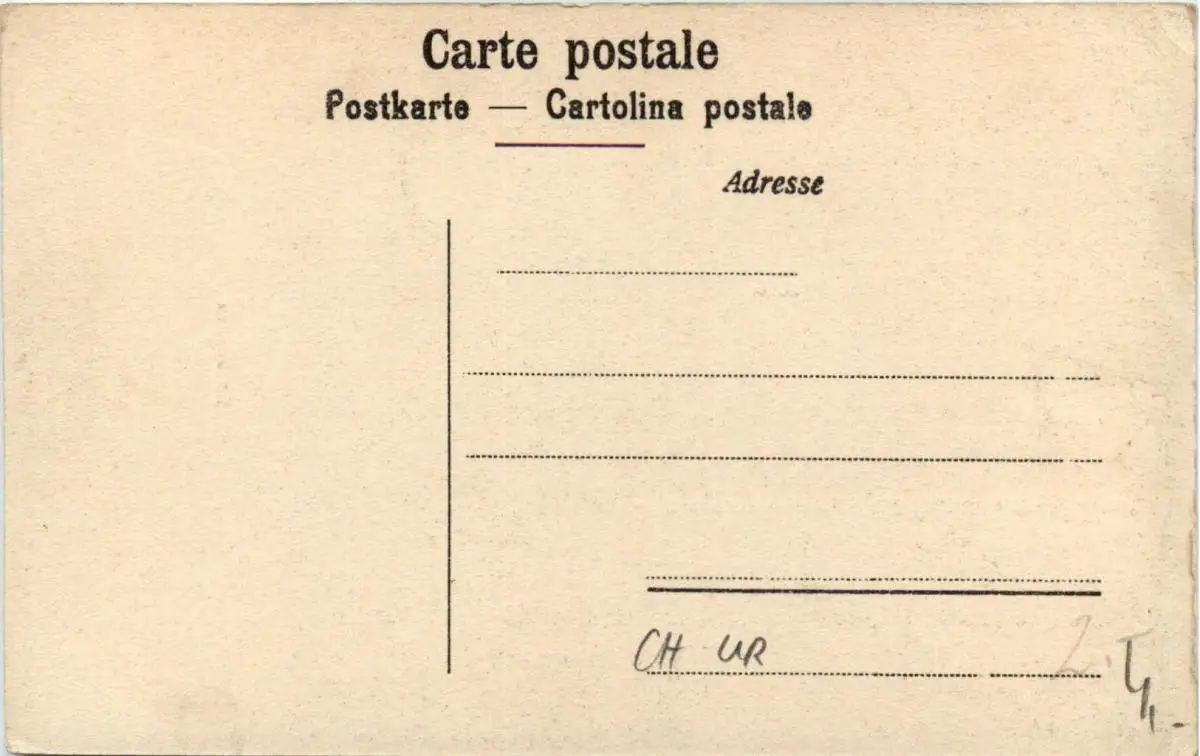 Carte postale
Postkarte — Cartolina postale
Adresse
CH UR